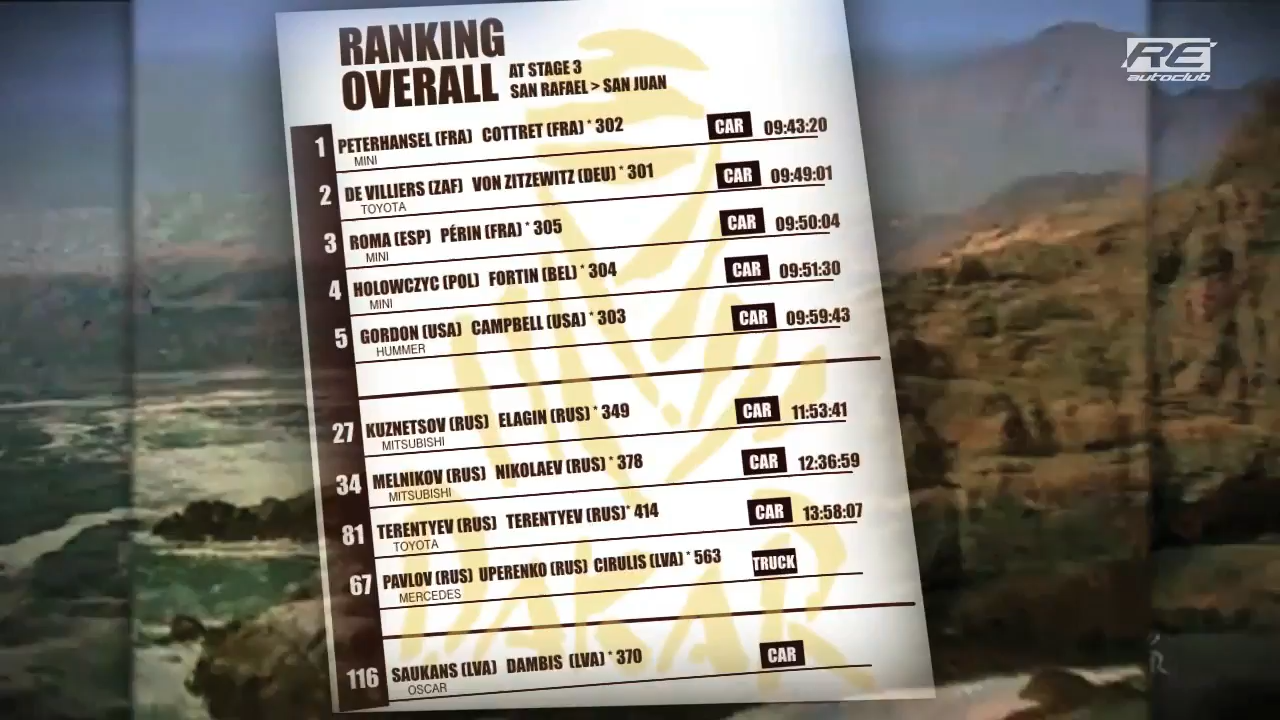 RANKING
OVERALL
AT STAGE 3
SAN RAFAEL > SAN JUAN
RE
autoclub
1 PETERHANSEL (FRA) COTTRET (FRA) * 302 CAR 09:43:20
MINI
2 DE VILLIERS (ZAF) VON ZITZEWITZ (DEU) * 301 CAR 09:49:01
TOYOTA
3 ROMA (ESP) PÉRIN (FRA) * 305 CAR 09:50:04
MINI
4 HOLOWCZYC (POL) FORTIN (BEL) * 304 CAR 09:51:30
MINI
5 GORDON (USA) CAMPBELL (USA) * 303 CAR 09:59:43
HUMMER
27 KUZNETSOV (RUS) ELAGIN (RUS) * 349 CAR 11:53:41
MITSUBISHI
34 MELNIKOV (RUS) NIKOLAEV (RUS) * 378 CAR 12:36:59
MITSUBISHI
81 TERENTYEV (RUS) TERENTYEV (RUS)* 414 CAR 13:58:07
TOYOTA
67 PAVLOV (RUS) UPERENKO (RUS) CIRULIS (LVA) * 563 TRUCK
MERCEDES
116 SAUKANS (LVA) DAMBIS (LVA) * 370 CAR
OSCAR
DAKAR